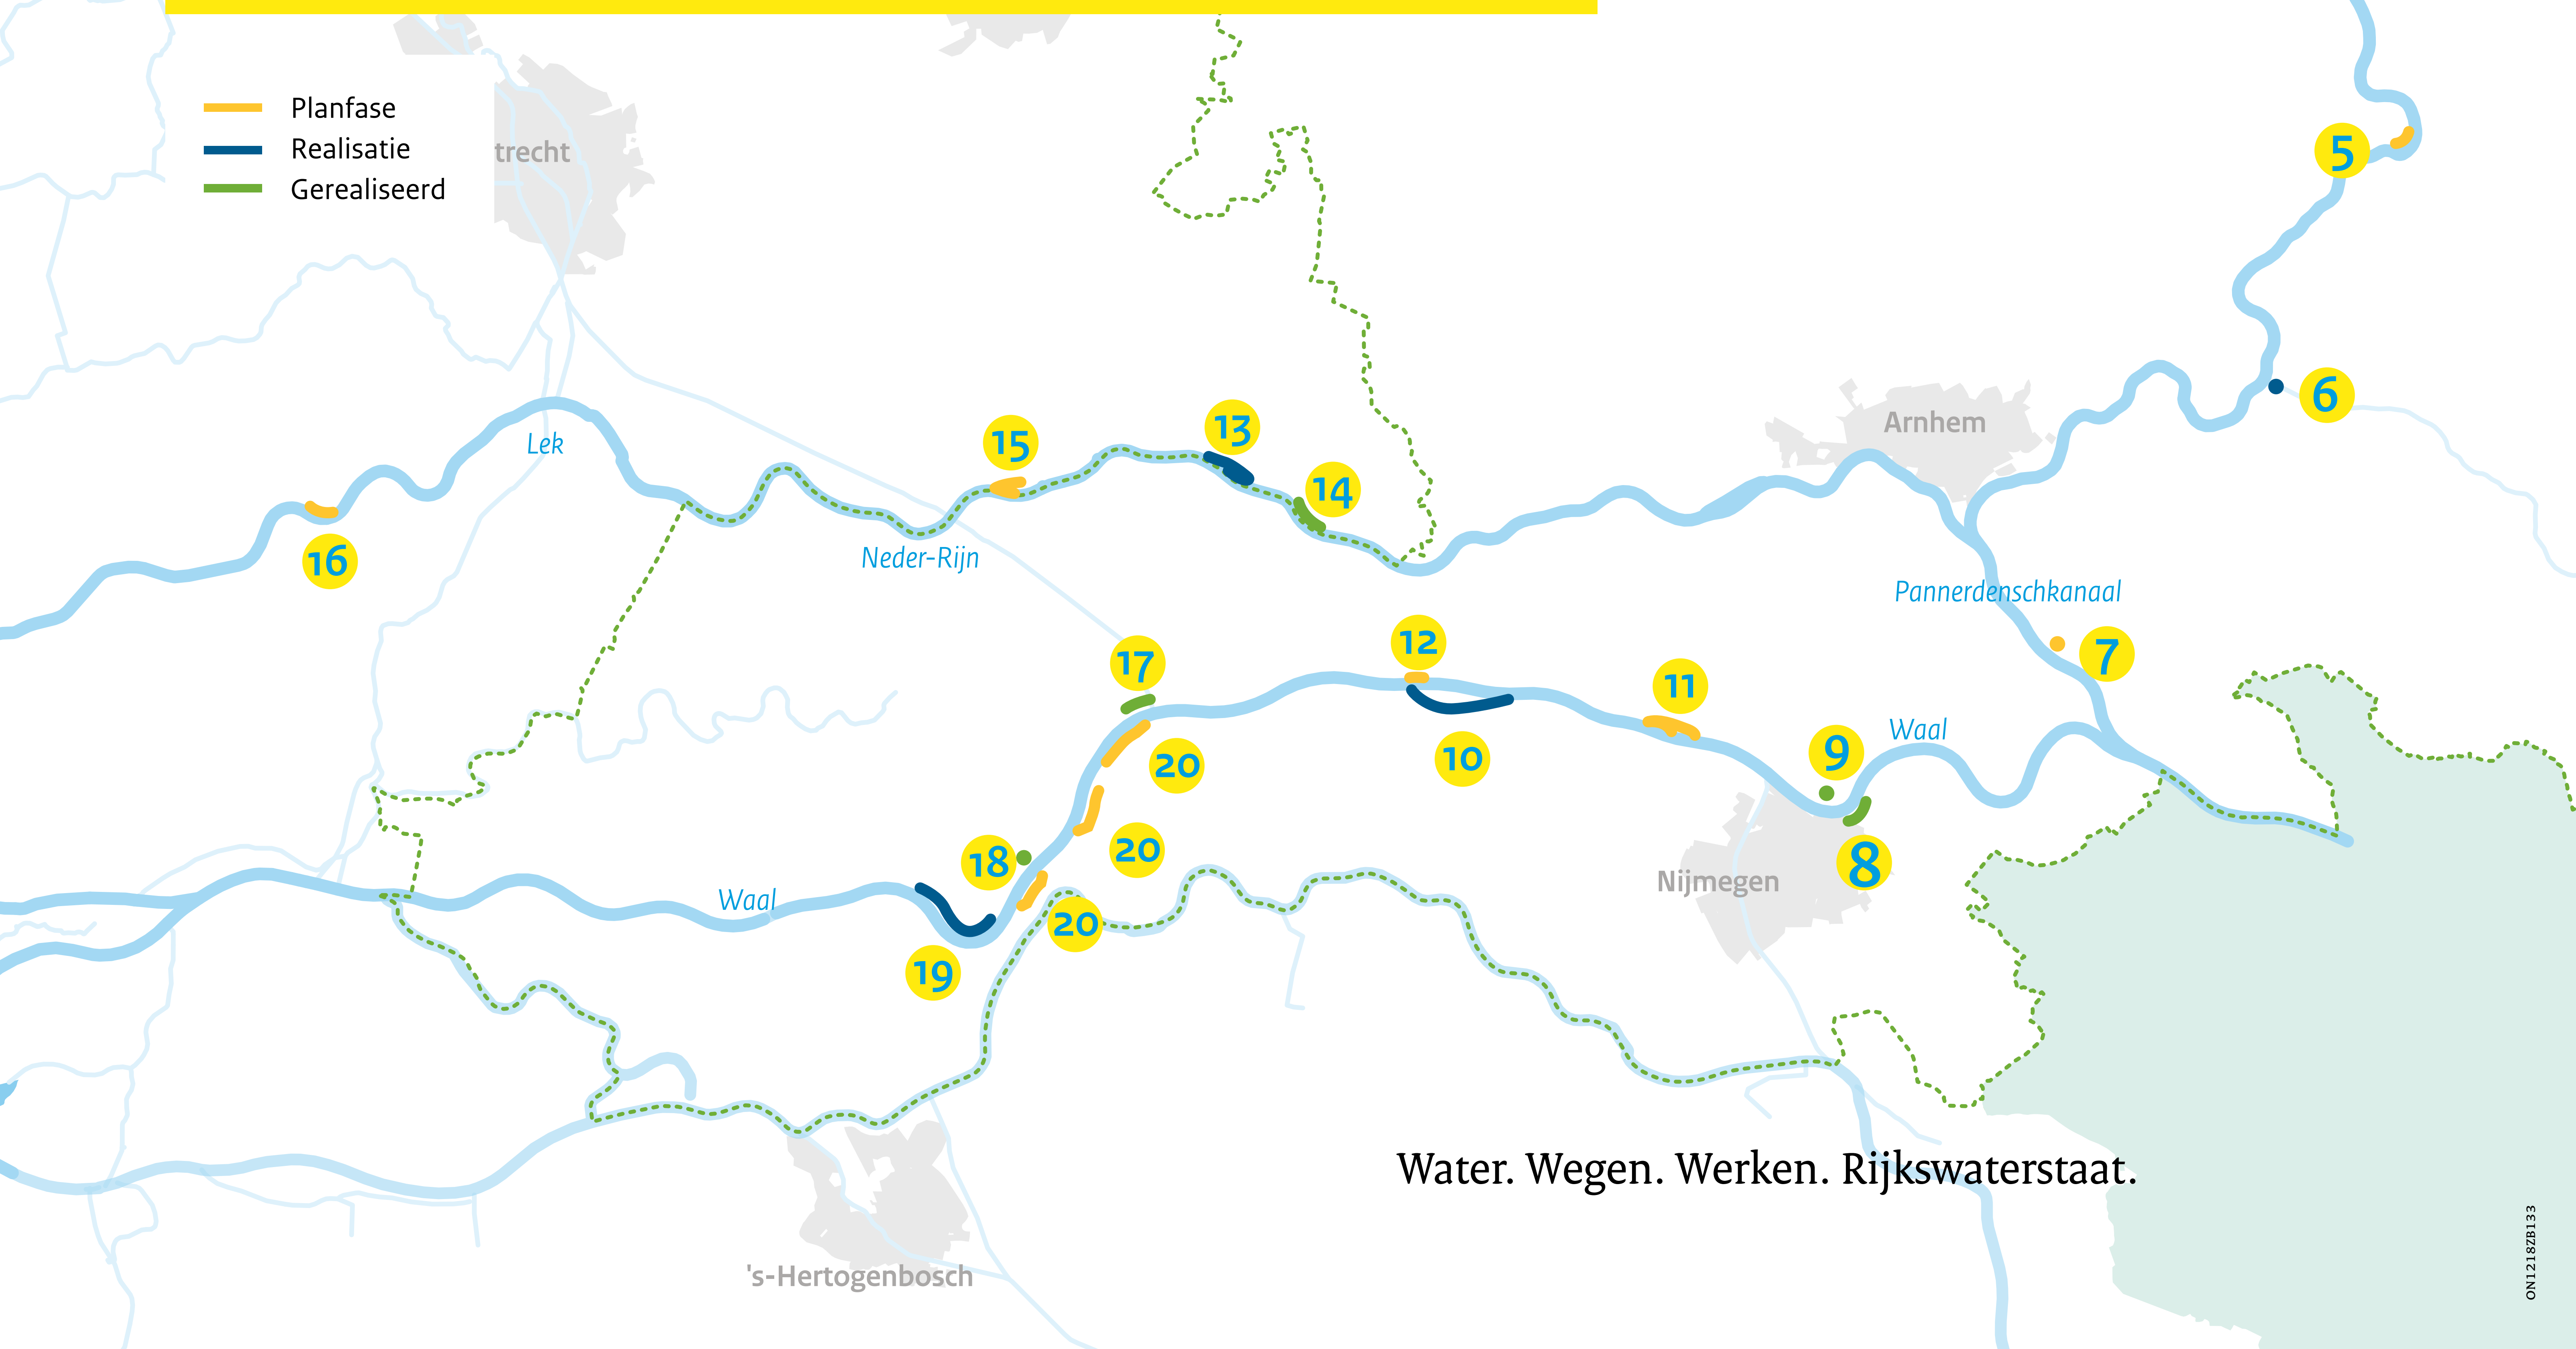 Planfase
Realisatie
Gerealiseerd
trecht
5
6
Arnhem
Lek
15
13
14
16
Neder-Rijn
Pannerdenschkanaal
7
12
17
11
Waal
9
10
20
8
20
18
Nijmegen
Waal
20
19
Water. Wegen. Werken. Rijkswaterstaat.
's-Hertogenbosch
ON1218ZB133